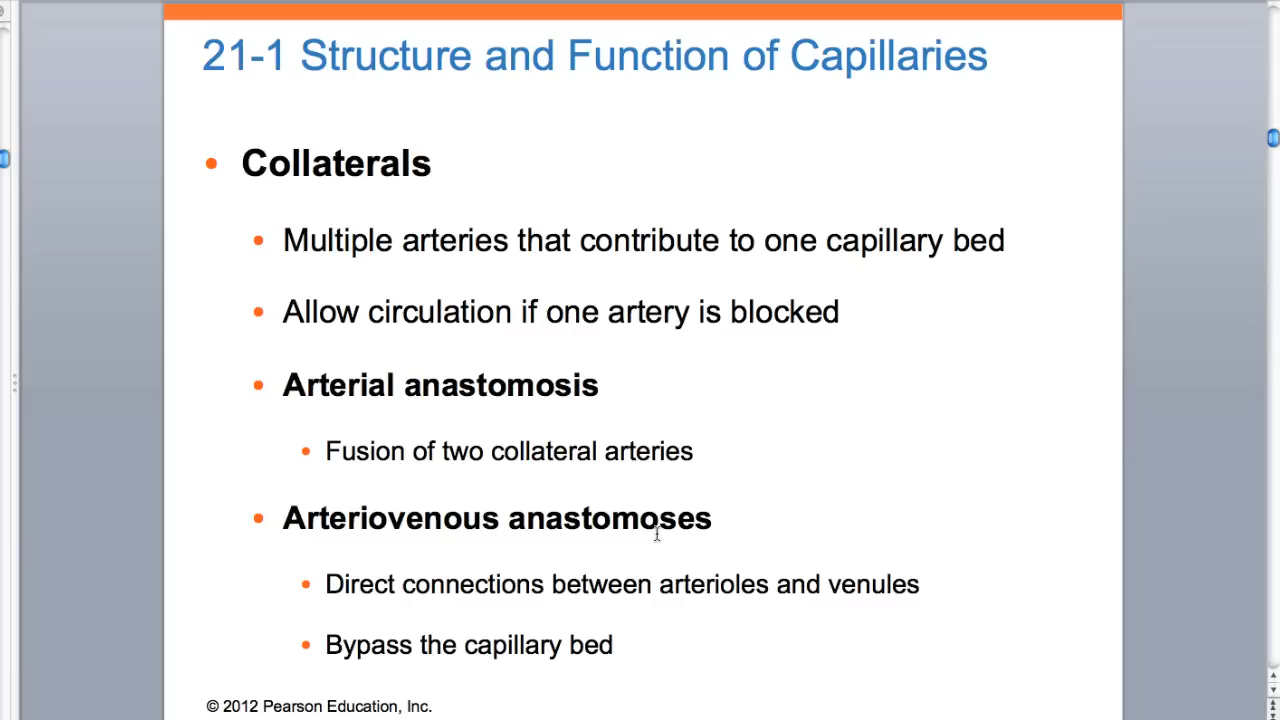 21-1 Structure and Function of Capillaries
• Collaterals
• Multiple arteries that contribute to one capillary bed
• Allow circulation if one artery is blocked
• Arterial anastomosis
• Fusion of two collateral arteries
• Arteriovenous anastomoses
• Direct connections between arterioles and venules
• Bypass the capillary bed
© 2012 Pearson Education, Inc.